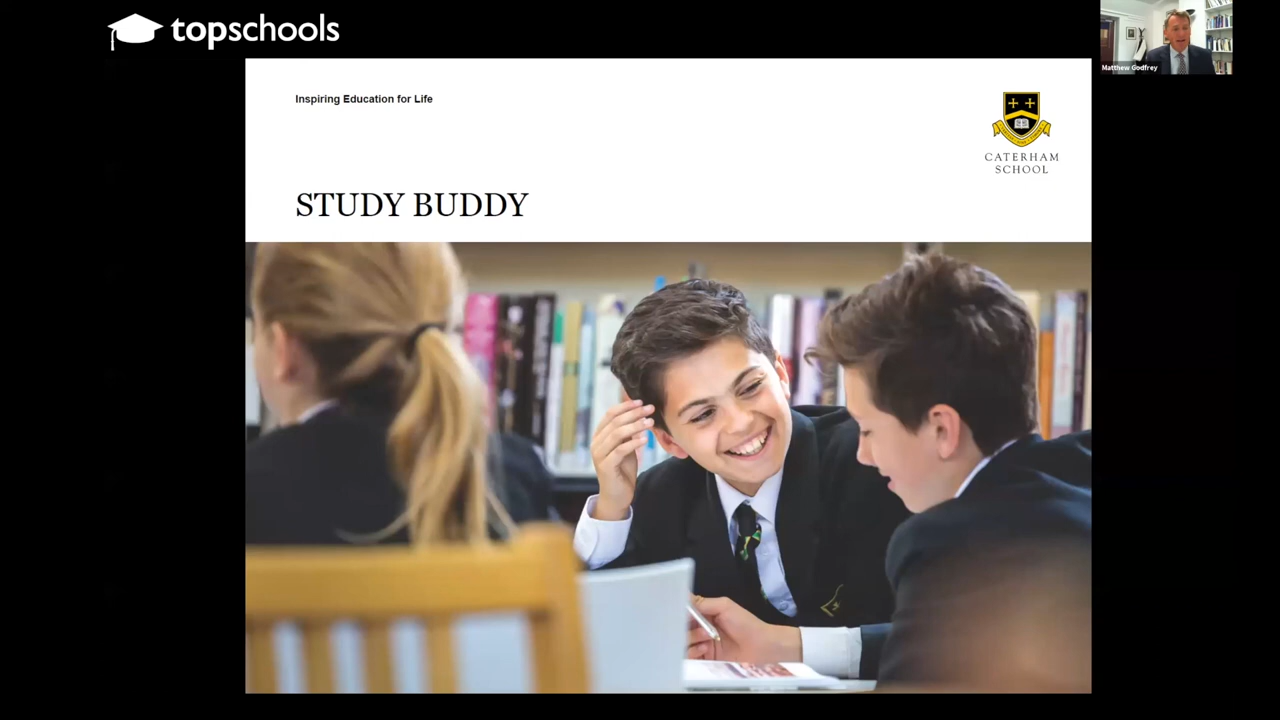 topschools
Matthew Godfrey
Inspiring Education for Life
CATERHAM
SCHOOL
STUDY BUDDY